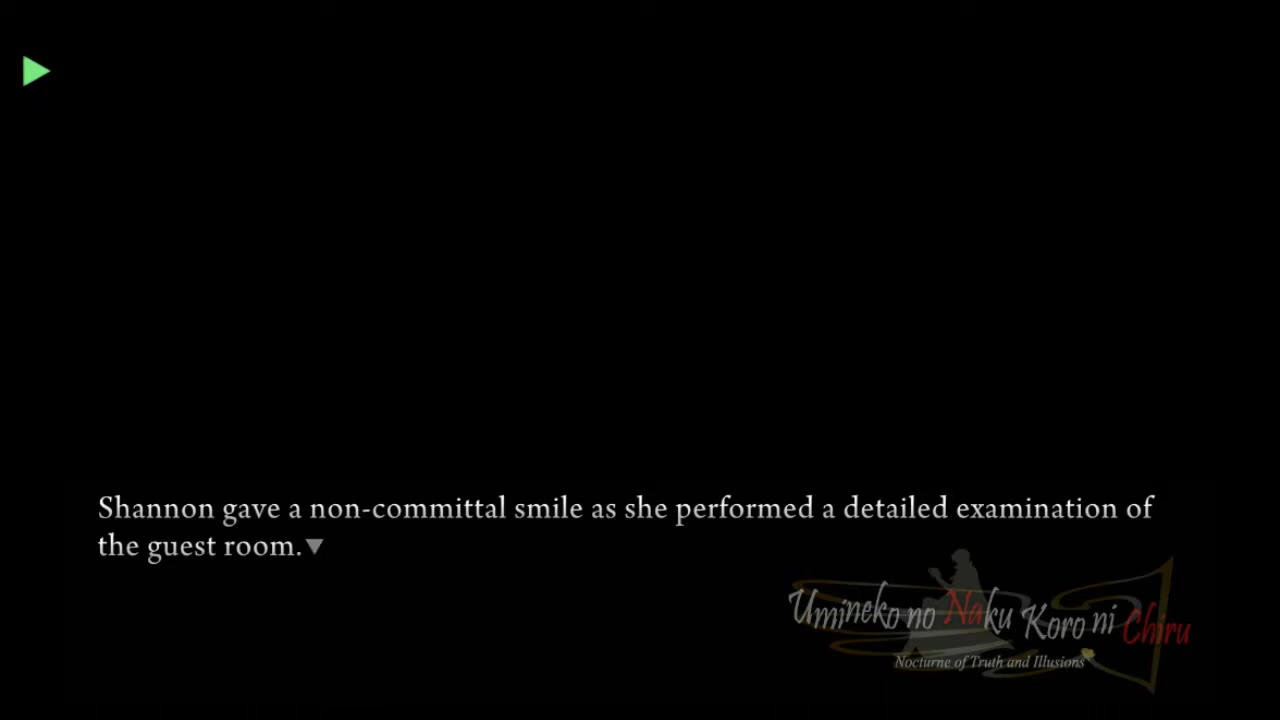 Shannon gave a non-committal smile as she performed a detailed examination of
the guest room.
Umineko no Naku Koro ni Chiru
Nocturne of Truth and Illusions